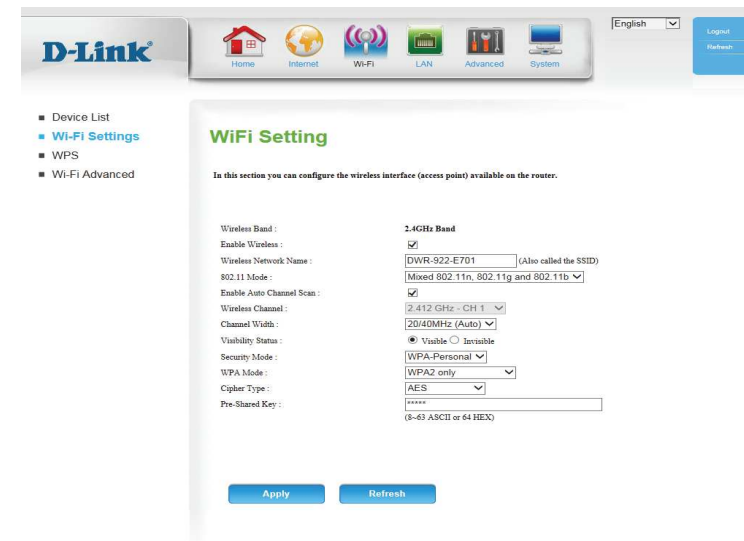 English
Logout
Refresh
D-Link®
Home Internet Wi-Fi LAN Advanced System
Device List
Wi-Fi Settings
WPS
Wi-Fi Advanced
WiFi Setting
In this section you can configure the wireless interface (access point) available on the router.
Wireless Band : 2.4GHz Band
Enable Wireless :
Wireless Network Name : DWR-922-E701 (Also called the SSID)
802.11 Mode : Mixed 802.11n, 802.11g and 802.11b
Enable Auto Channel Scan :
Wireless Channel : 2.412 GHz - CH 1
Channel Width : 20/40MHz (Auto)
Visibility Status : Visible Invisible
Security Mode : WPA-Personal
WPA Mode : WPA2 only
Cipher Type : AES
Pre-Shared Key : *****
(8~63 ASCII or 64 HEX)
Apply Refresh